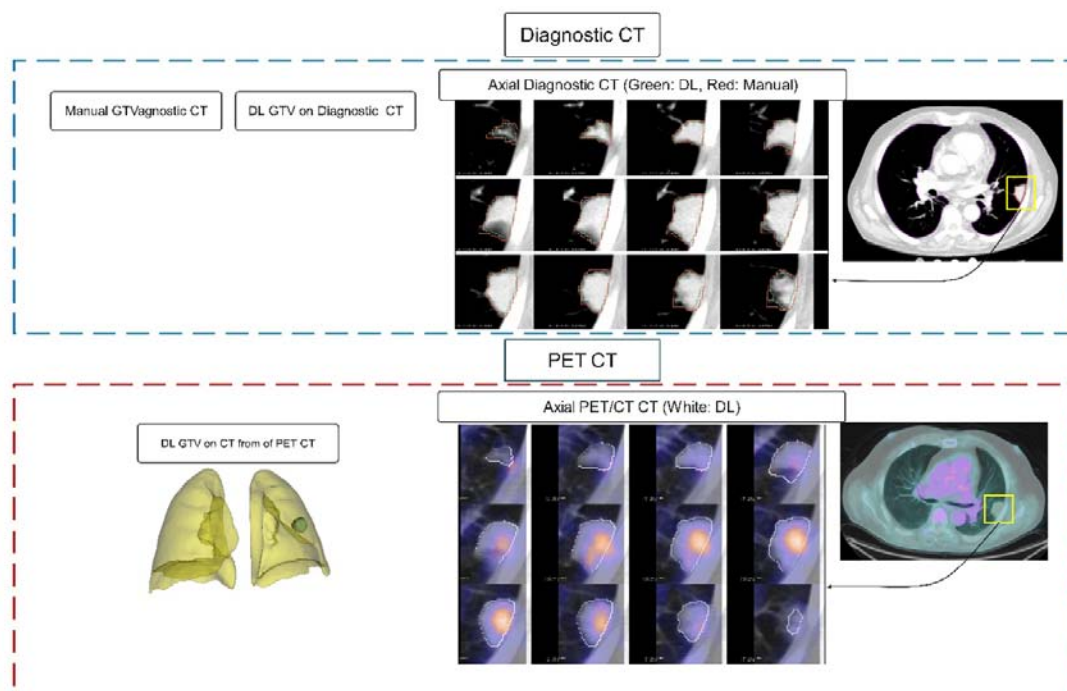 Diagnostic CT
Manual GTVagnostic CT
DL GTV on Diagnostic CT
Axial Diagnostic CT (Green: DL, Red: Manual)
PET CT
DL GTV on CT from of PET CT
Axial PET/CT CT (White: DL)